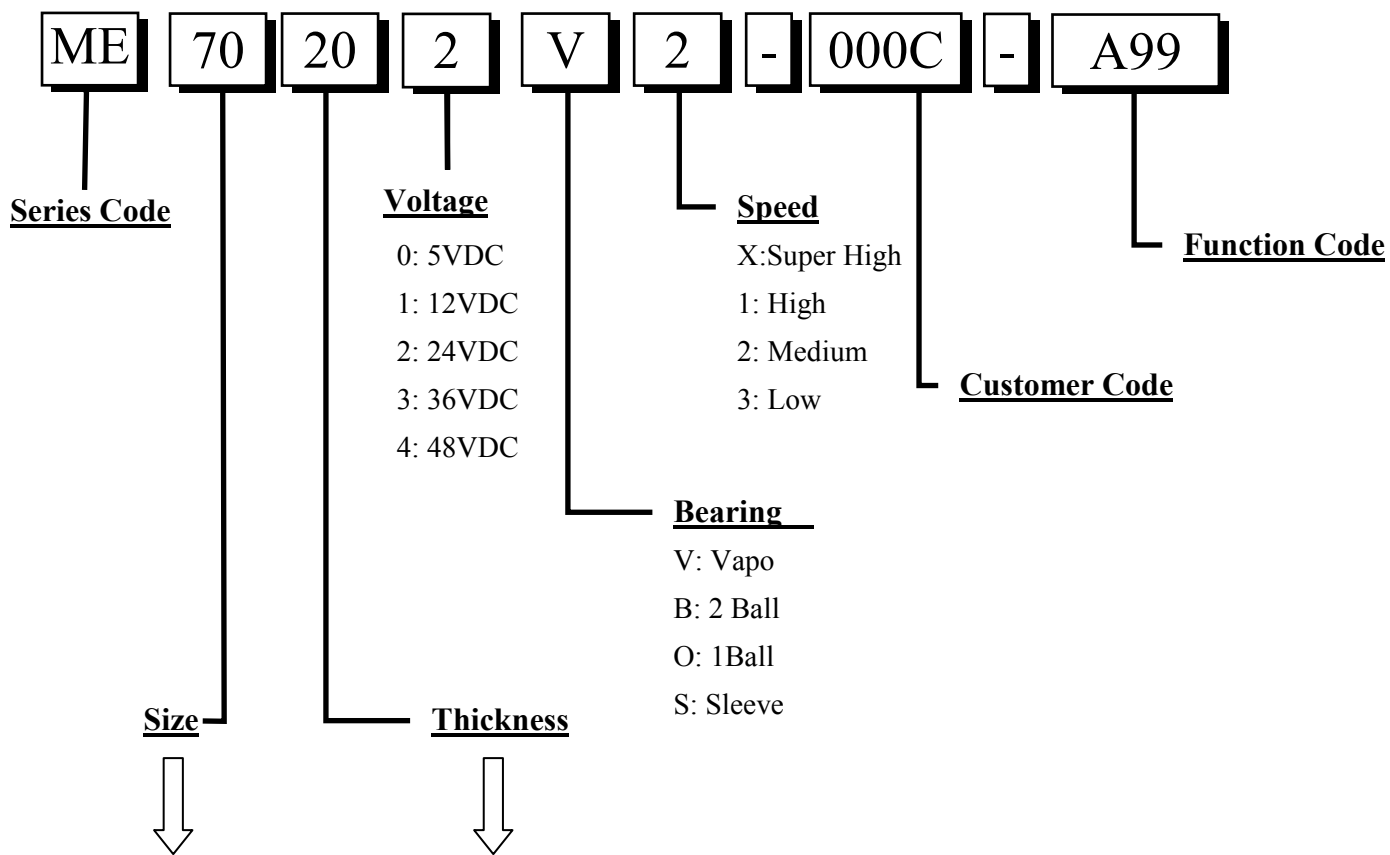 ME 70 20 2 V 2 - 000C - A99
Series Code
Voltage
0: 5VDC
1: 12VDC
2: 24VDC
3: 36VDC
4: 48VDC
Speed
X:Super High
1: High
2: Medium
3: Low
Function Code
Customer Code
Bearing
V: Vapo
B: 2 Ball
O: 1Ball
S: Sleeve
Size
Thickness